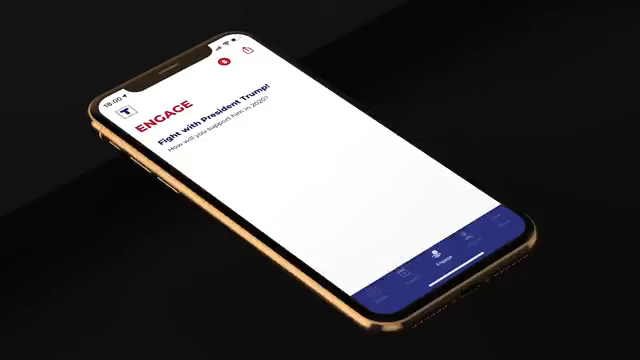 18:00
T
ENGAGE
Fight with President Trump!
How will you support him in 2020?
Engage